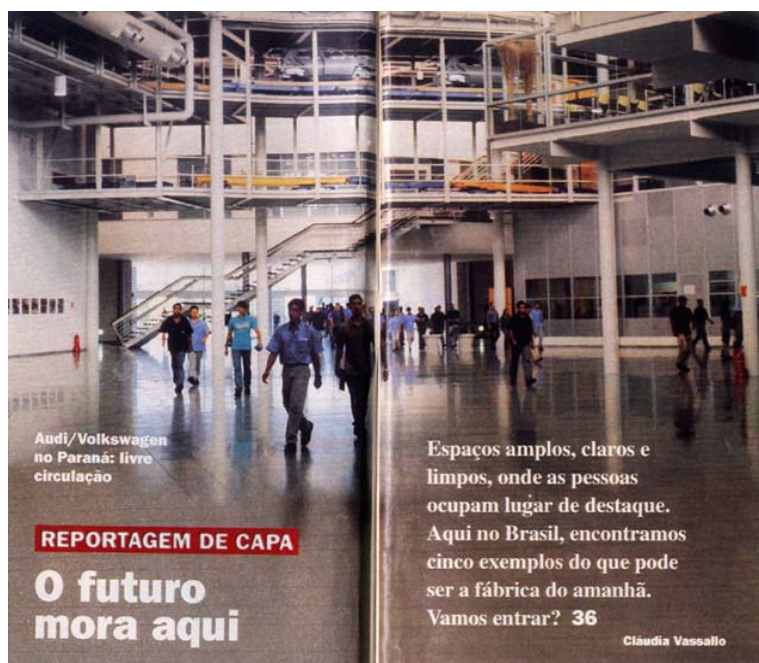 Audi/Volkswagen
no Paraná: livre
circulação
REPORTAGEM DE CAPA
O futuro
mora aqui
Espaços amplos, claros e
limpos, onde as pessoas
ocupam lugar de destaque.
Aqui no Brasil, encontramos
cinco exemplos do que pode
ser a fábrica do amanhã.
Vamos entrar? 36
Cláudia Vassallo